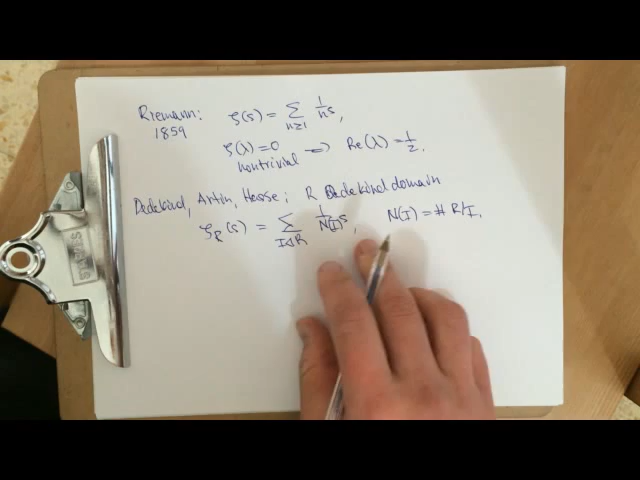 Riemann: ζ(s) = ∑ n≥1 1/n^s,
1859
ζ(λ)=0 ⇒ Re(λ)=1/2.
nontrivial
Dedekind, Artin, Hasse; R Dedekind domain
ζ_R(s) = ∑ I◁R 1/N(I)^s, N(I) = # R/I.